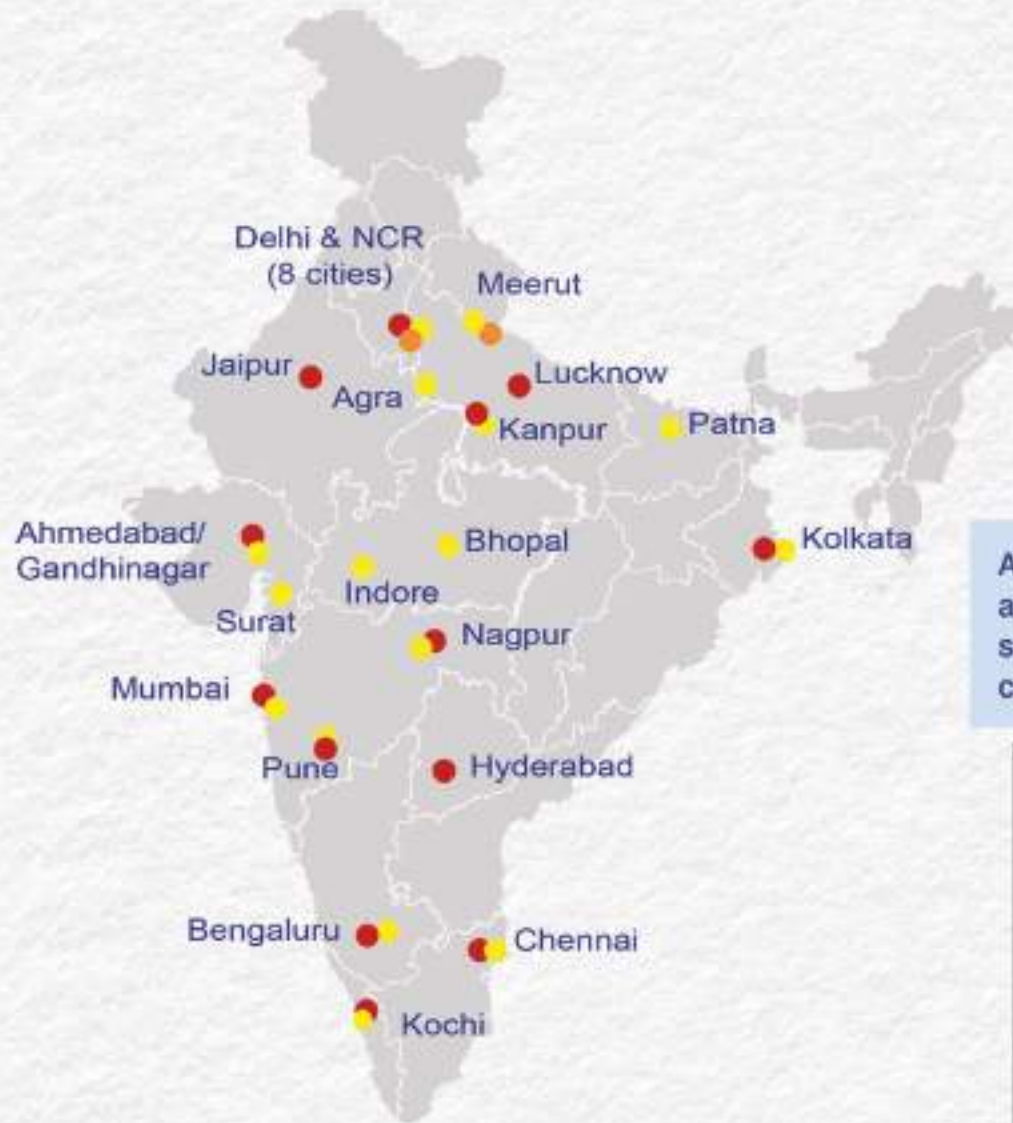 Delhi & NCR
(8 cities)
Meerut
Jaipur
Agra
Lucknow
Kanpur
Patna
Ahmedabad/
Gandhinagar
Bhopal
Kolkata
Indore
Surat
Nagpur
Mumbai
Pune
Hyderabad
Bengaluru
Chennai
Kochi